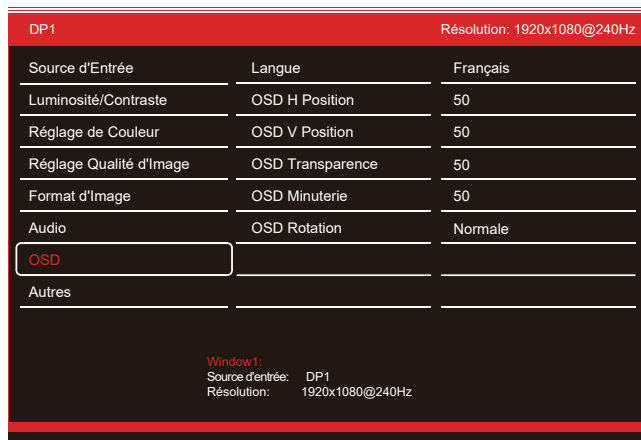 DP1 Résolution: 1920x1080@240Hz
Source d'Entrée Langue Français
Luminosité/Contraste OSD H Position 50
Réglage de Couleur OSD V Position 50
Réglage Qualité d'Image OSD Transparence 50
Format d'Image OSD Minuterie 50
Audio OSD Rotation Normale
OSD
Autres
Window1:
Source d'entrée: DP1
Résolution: 1920x1080@240Hz